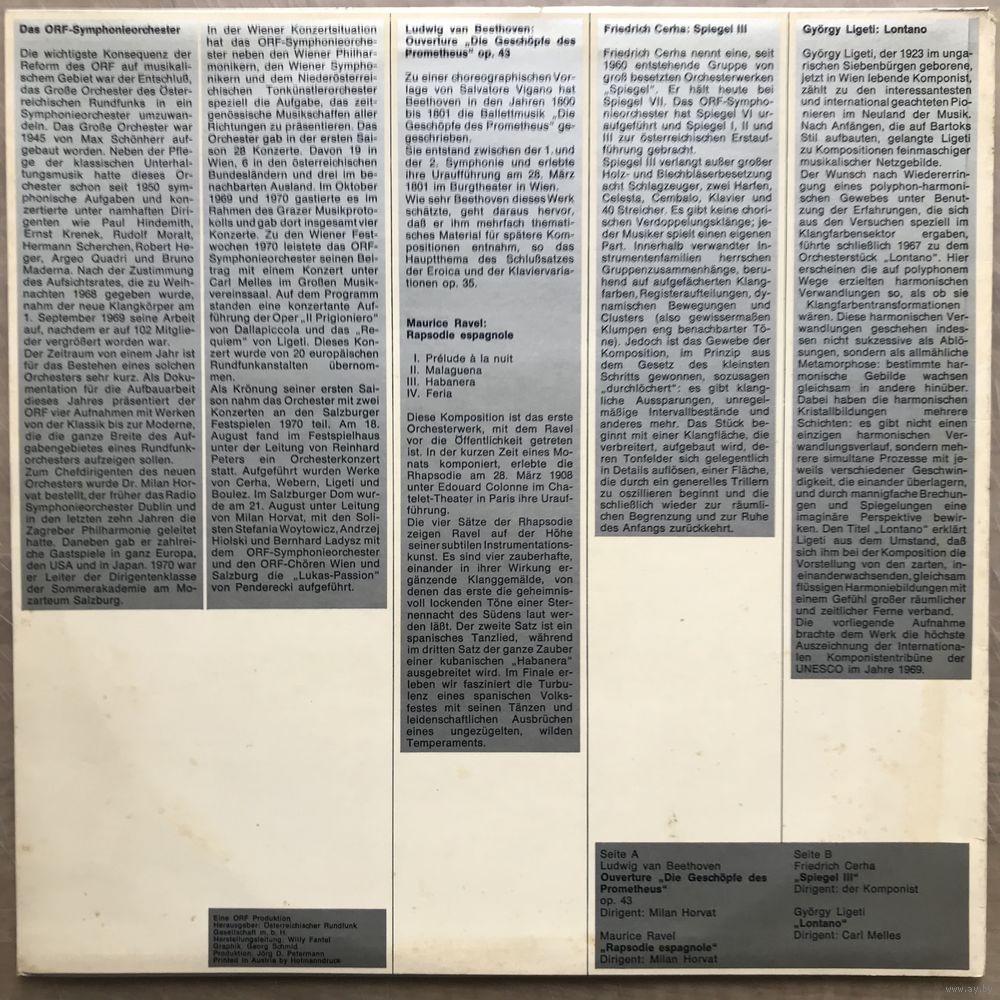 Das ORF-Symphonieorchester
Die wichtigste Konsequenz der
Reform des ORF auf musikali-
schem Gebiet war der Entschluß,
das Große Orchester des Öster-
reichischen Rundfunks in ein
Symphonieorchester umzuwan-
deln. Das Große Orchester war
1945 von Max Schönherr auf-
gebaut worden. Neben der Pfle-
ge der klassischen Unterhal-
tungsmusik hatte dieses Or-
chester schon seit 1950 sym-
phonische Aufgaben und kon-
zertierte unter namhaften Diri-
genten wie Paul Hindemith,
Ernst Krenek, Rudolf Moralt,
Hermann Scherchen, Robert He-
ger, Argeo Quadri und Bruno
Maderna. Nach der Zustimmung
des Aufsichtsrates, die zu Weih-
nachten 1968 gegeben wurde,
nahm der neue Klangkörper am
1. September 1969 seine Arbeit
auf, nachdem er auf 102 Mitglie-
der vergrößert worden war.
Der Zeitraum von einem Jahr ist
für das Bestehen eines solchen
Orchesters sehr kurz. Als Doku-
mentation für die Aufbauarbeit
dieses Jahres präsentiert der
ORF vier Aufnahmen mit Werken
von der Klassik bis zur Moderne,
die die ganze Breite des Auf-
gabengebietes eines Rundfunk-
orchesters aufzeigen sollen.
Zum Chefdirigenten des neuen
Orchesters wurde Dr. Milan Hor-
vat bestellt, der früher das Radio
Symphonieorchester Dublin und
in den letzten zehn Jahren die
Zagreber Philharmonie geleitet
hatte. Daneben gab er zahlrei-
che Gastspiele in ganz Europa,
den USA und in Japan. 1970 war
er Leiter der Dirigentenklasse
der Sommerakademie am Mo-
zarteum Salzburg.
In der Wiener Konzertsituation
hat das ORF-Symphonieorche-
ster neben den Wiener Philhar-
monikern, den Wiener Sympho-
nikern und dem Niederösterrei-
chischen Tonkünstlerorchester
speziell die Aufgabe, das zeit-
genössische Musikschaffen aller
Richtungen zu präsentieren. Das
Orchester gab in der ersten Sai-
son 28 Konzerte. Davon 19 in
Wien, 6 in den österreichischen
Bundesländern und drei im be-
nachbarten Ausland. Im Oktober
1969 und 1970 gastierte es im
Rahmen des Grazer Musikproto-
kolls und gab dort insgesamt vier
Konzerte. Zu den Wiener Fest-
wochen 1970 leistete das ORF-
Symphonieorchester seinen Bei-
trag mit einem Konzert unter
Carl Melles im Großen Musik-
vereinssaal. Auf dem Programm
standen eine konzertante Auf-
führung der Oper „Il Prigioniero“
von Dallapiccola und das „Re-
quiem“ von Ligeti. Dieses Kon-
zert wurde von 20 europäischen
Rundfunkanstalten übernom-
men.
Als Krönung seiner ersten Sai-
son nahm das Orchester mit zwei
Konzerten an den Salzburger
Festspielen 1970 teil. Am 18.
August fand im Festspielhaus
unter der Leitung von Reinhard
Peters ein Orchesterkonzert
statt. Aufgeführt wurden Werke
von Cerha, Webern, Ligeti und
Boulez. Im Salzburger Dom wur-
de am 21. August unter Leitung
von Milan Horvat, mit den Soli-
sten Stefania Woytowicz, Andrzej
Hiolski und Bernhard Ladysz mit
dem ORF-Symphonieorchester
und den ORF-Chören Wien und
Salzburg die „Lukas-Passion“
von Penderecki aufgeführt.
Eine ORF Produktion
Herausgeber: Österreichischer Rundfunk
Gesellschaft m. b. H.
Herstellungsleitung: Willy Fantel
Graphik: Georg Schmid
Produktion: Jörg D. Petermann
Printed in Austria by Hofmanndruck
Ludwig van Beethoven:
Ouverture „Die Geschöpfe des
Prometheus“ op. 43
Zu einer choreographischen Vor-
lage von Salvatore Vigano hat
Beethoven in den Jahren 1800
bis 1801 die Ballettmusik „Die
Geschöpfe des Prometheus“ ge-
geschrieben.
Sie entstand zwischen der 1. und
der 2. Symphonie und erlebte
ihre Uraufführung am 28. März
1801 im Burgtheater in Wien.
Wie sehr Beethoven dieses Werk
schätzte, geht daraus hervor,
daß er ihm mehrfach themati-
sches Material für spätere Kom-
positionen entnahm, so das
Hauptthema des Schlußsatzes
der Eroica und der Klaviervaria-
tionen op. 35.
Maurice Ravel:
Rapsodie espagnole
I. Prélude à la nuit
II. Malaguena
III. Habanera
IV. Feria
Diese Komposition ist das erste
Orchesterwerk, mit dem Ravel
vor die Öffentlichkeit getreten
ist. In der kurzen Zeit eines Mo-
nats komponiert, erlebte die
Rhapsodie am 28. März 1908
unter Edouard Colonne im Cha-
telet-Theater in Paris ihre Urauf-
führung.
Die vier Sätze der Rhapsodie
zeigen Ravel auf der Höhe
seiner subtilen Instrumentations-
kunst. Es sind vier zauberhafte,
einander in ihrer Wirkung er-
gänzende Klanggemälde, von
denen das erste die geheimnis-
voll lockenden Töne einer Ster-
nennacht des Südens laut wer-
den läßt. Der zweite Satz ist ein
spanisches Tanzlied, während
im dritten Satz der ganze Zauber
einer kubanischen „Habanera“
ausgebreitet wird. Im Finale er-
leben wir fasziniert die Turbu-
lenz eines spanischen Volks-
festes mit seinen Tänzen und
leidenschaftlichen Ausbrüchen
eines ungezügelten, wilden
Temperaments.
Friedrich Cerha: Spiegel III
Friedrich Cerha nennt eine, seit
1960 entstehende Gruppe von
groß besetzten Orchesterwerken
„Spiegel“. Er hält heute bei
Spiegel VII. Das ORF-Sympho-
nieorchester hat Spiegel VI ur-
aufgeführt und Spiegel I, II und
III zur österreichischen Erstauf-
führung gebracht.
Spiegel III verlangt außer großer
Holz- und Blechbläserbesetzung
acht Schlagzeuger, zwei Harfen,
Celesta, Cembalo, Klavier und
40 Streicher. Es gibt keine chori-
schen Verdoppelungsklänge; je-
der Musiker spielt einen eigenen
Part. Innerhalb verwandter In-
strumentenfamilien herrschen
Gruppenzusammenhänge, beru-
hend auf aufgefächerten Klang-
farben, Registeraufteilungen, dy-
namischen Bewegungen und
Clusters (also gewissermaßen
Klumpen eng benachbarter Tö-
ne). Jedoch ist das Gewebe der
Komposition, im Prinzip aus
dem Gesetz des kleinsten
Schritts gewonnen, sozusagen
„durchlöchert“: es gibt klang-
liche Aussparungen, unregel-
mäßige Intervallbestände und
anderes mehr. Das Stück be-
ginnt mit einer Klangfläche, die
verbreitert, aufgebaut wird, de-
ren Tonfelder sich gelegentlich
in Details auflösen, einer Fläche,
die durch ein generelles Trillern
zu oszillieren beginnt und die
schließlich wieder zur räumli-
chen Begrenzung und zur Ruhe
des Anfangs zurückkehrt.
György Ligeti: Lontano
György Ligeti, der 1923 im unga-
rischen Siebenbürgen geborene,
jetzt in Wien lebende Komponist,
zählt zu den interessantesten
und international geachteten Pio-
nieren im Neuland der Musik.
Nach Anfängen, die auf Bartoks
Stil aufbauten, gelangte Ligeti
zu Kompositionen feinmaschiger
musikalischer Netzgebilde.
Der Wunsch nach Wiedererrin-
gung eines polyphon-harmoni-
schen Gewebes unter Benut-
zung der Erfahrungen, die sich
aus den Versuchen speziell im
Klangfarbensektor ergaben,
führte schließlich 1967 zu dem
Orchesterstück „Lontano“. Hier
erscheinen die auf polyphonem
Wege erzielten harmonischen
Verwandlungen so, als ob sie
Klangfarbentransformationen
wären. Diese harmonischen Ver-
wandlungen geschehen indes-
sen nicht sukzessive als Ablö-
sungen, sondern als allmähliche
Metamorphose: bestimmte har-
monische Gebilde wachsen
gleichsam in andere hinüber.
Dabei haben die harmonischen
Kristallbildungen mehrere
Schichten: es gibt nicht einen
einzigen harmonischen Ver-
wandlungsverlauf, sondern meh-
rere simultane Prozesse mit je-
weils verschiedener Geschwin-
digkeit, die einander überlagern,
und durch mannigfache Brechun-
gen und Spiegelungen eine
imaginäre Perspektive bewir-
ken. Den Titel „Lontano“ erklärt
Ligeti aus dem Umstand, daß
sich ihm bei der Komposition die
Vorstellung von den zarten, in-
einanderwachsenden, gleichsam
flüssigen Harmoniebildungen mit
einem Gefühl großer räumlicher
und zeitlicher Ferne verband.
Die vorliegende Aufnahme
brachte dem Werk die höchste
Auszeichnung der Internationa-
len Komponistentribüne der
UNESCO im Jahre 1969.
Seite A
Ludwig van Beethoven
Ouverture „Die Geschöpfe des
Prometheus“
op. 43
Dirigent: Milan Horvat
Maurice Ravel
„Rapsodie espagnole“
Dirigent: Milan Horvat
Seite B
Friedrich Cerha
„Spiegel III“
Dirigent: der Komponist
György Ligeti
„Lontano“
Dirigent: Carl Melles
www.ay.by